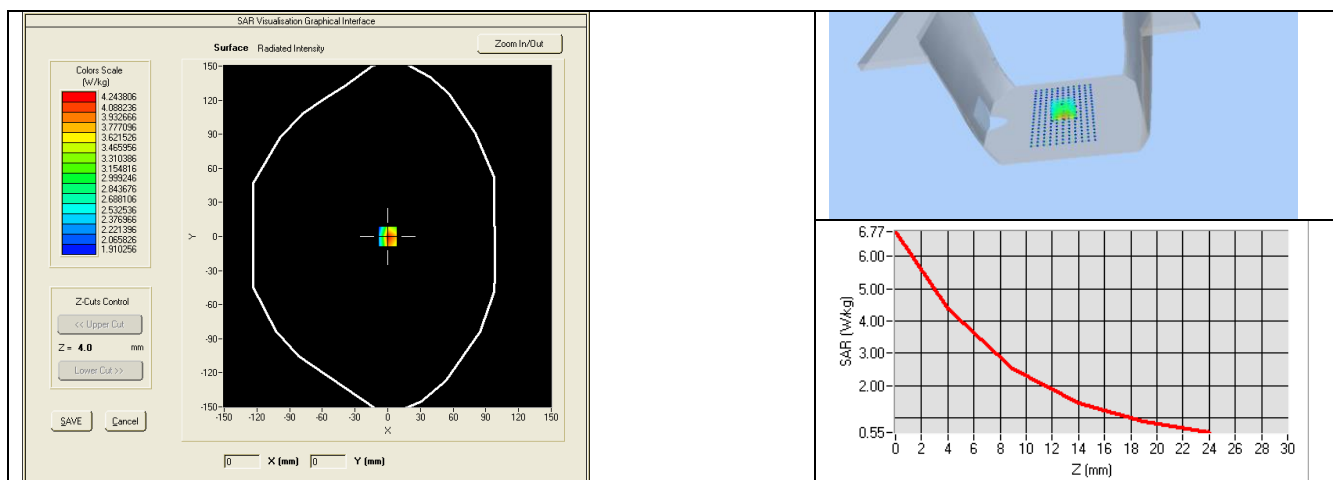 SAR Visualisation Graphical Interface
Surface Radiated Intensity
Zoom In/Out
Colors Scale
(W/kg)
4.243806
4.088236
3.932666
3.777096
3.621526
3.465956
3.310386
3.154816
2.999246
2.843676
2.688106
2.532536
2.376966
2.221396
2.065826
1.910256
Z-Cuts Control
<< Upper Cut
Z = 4.0 mm
Lower Cut >>
SAVE Cancel
150
120
90
60
30
0
-30
-60
-90
-120
-150
Y
-150 -120 -90 -60 -30 0 30 60 90 120 150
X
0 X (mm) 0 Y (mm)
6.77
6.00
5.00
4.00
3.00
2.00
0.55
SAR (W/kg)
0 2 4 6 8 10 12 14 16 18 20 22 24 26 28 30
Z (mm)